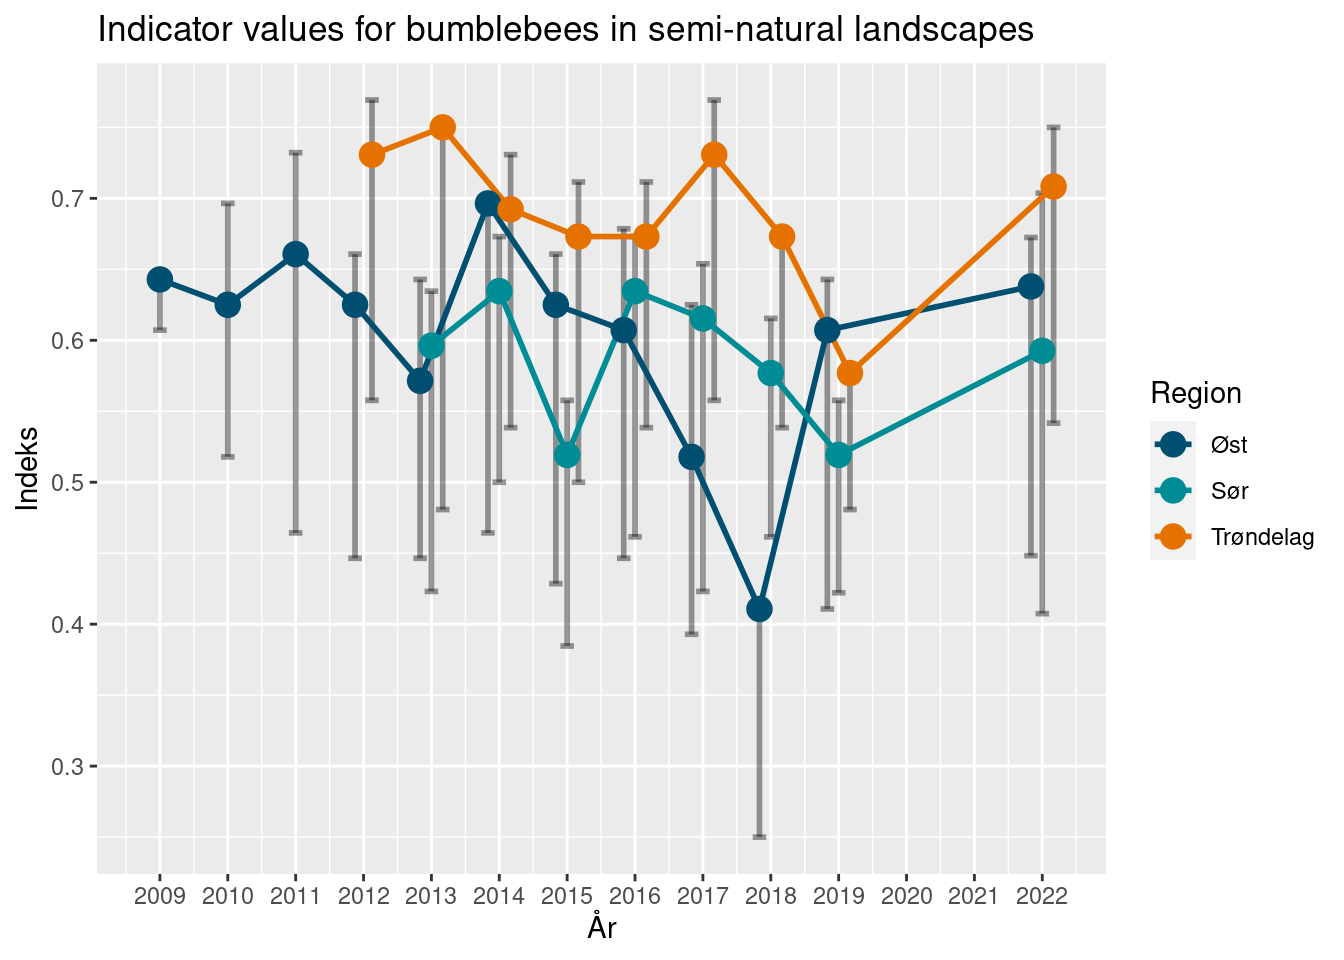 Indicator values for bumblebees in semi-natural landscapes
Indeks
0.7
0.6
0.5
0.4
0.3
2009 2010 2011 2012 2013 2014 2015 2016 2017 2018 2019 2020 2021 2022
År
Region
Øst
Sør
Trøndelag